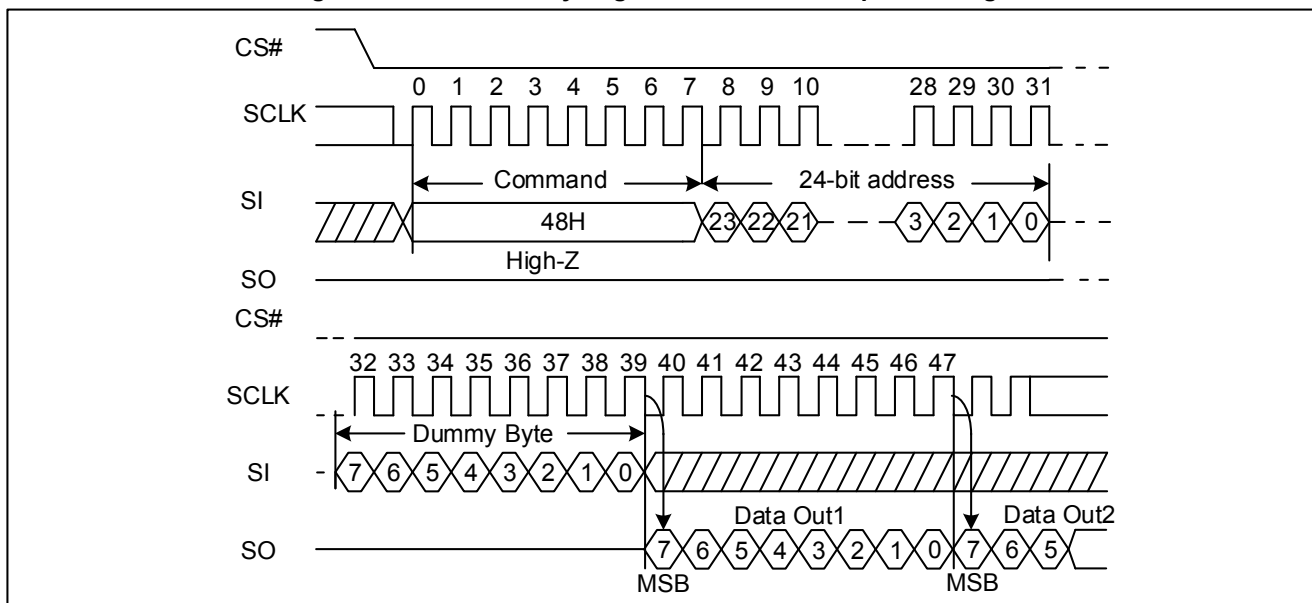 CS#
0 1 2 3 4 5 6 7 8 9 10 28 29 30 31
SCLK
Command 24-bit address
SI
48H 23 22 21 3 2 1 0
High-Z
SO
CS#
32 33 34 35 36 37 38 39 40 41 42 43 44 45 46 47
SCLK
Dummy Byte
SI 7 6 5 4 3 2 1 0
Data Out1 Data Out2
SO 7 6 5 4 3 2 1 0 7 6 5
MSB MSB